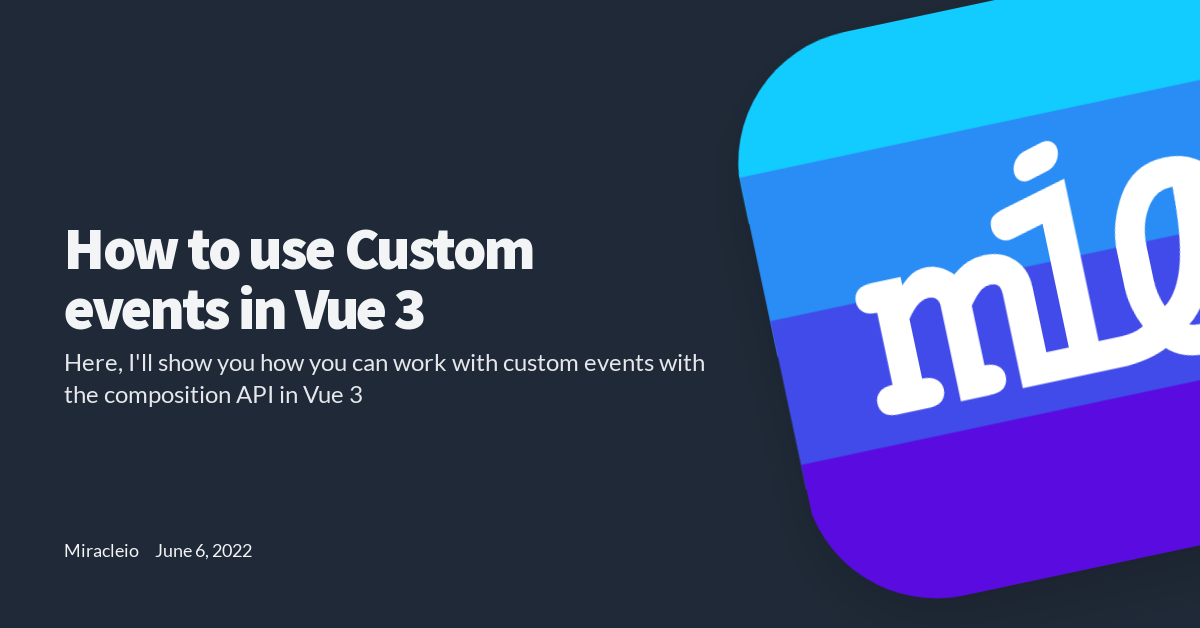 How to use Custom
events in Vue 3
Here, I'll show you how you can work with custom events with
the composition API in Vue 3
Miracleio June 6, 2022
mio